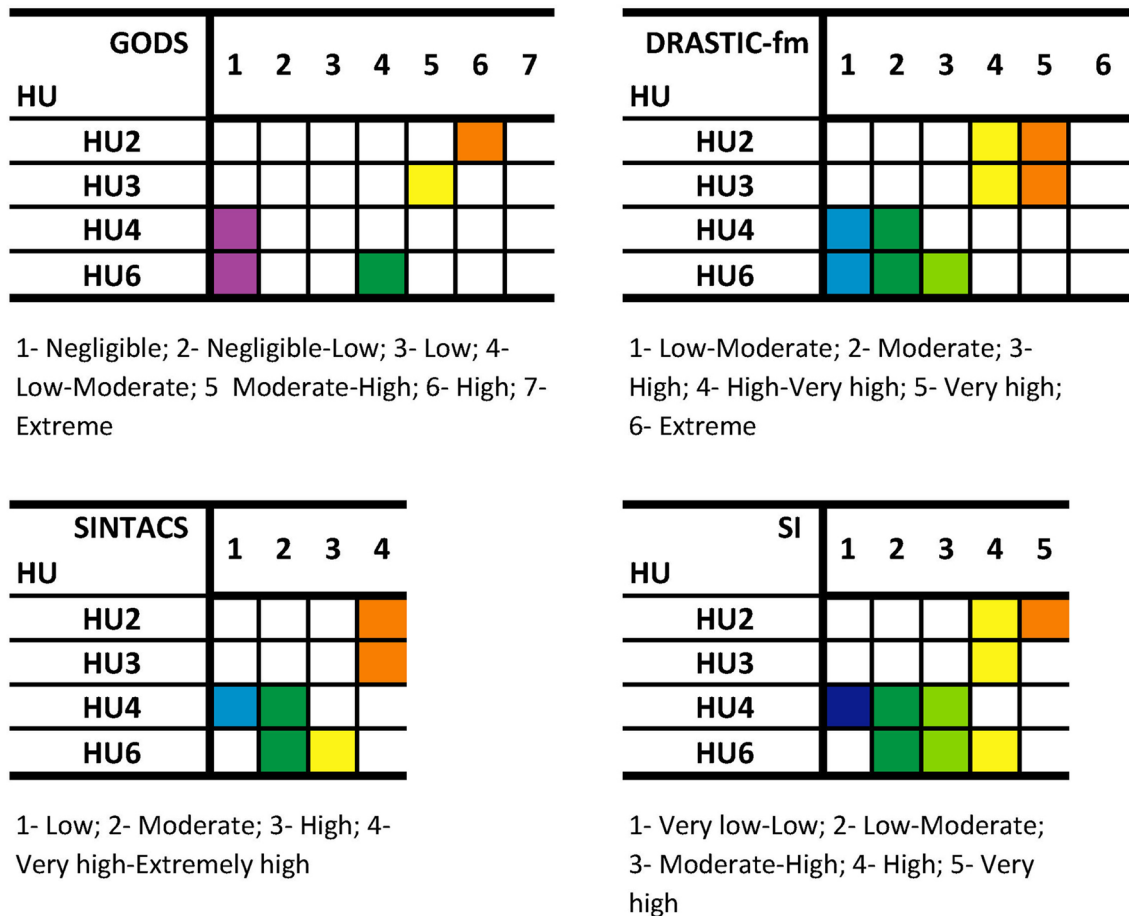 GODS 1 2 3 4 5 6 7
HU
HU2
HU3
HU4
HU6
1- Negligible; 2- Negligible-Low; 3- Low; 4-
Low-Moderate; 5 Moderate-High; 6- High; 7-
Extreme
DRASTIC-fm 1 2 3 4 5 6
HU
HU2
HU3
HU4
HU6
1- Low-Moderate; 2- Moderate; 3-
High; 4- High-Very high; 5- Very high;
6- Extreme
SINTACS 1 2 3 4
HU
HU2
HU3
HU4
HU6
1- Low; 2- Moderate; 3- High; 4-
Very high-Extremely high
SI 1 2 3 4 5
HU
HU2
HU3
HU4
HU6
1- Very low-Low; 2- Low-Moderate;
3- Moderate-High; 4- High; 5- Very
high